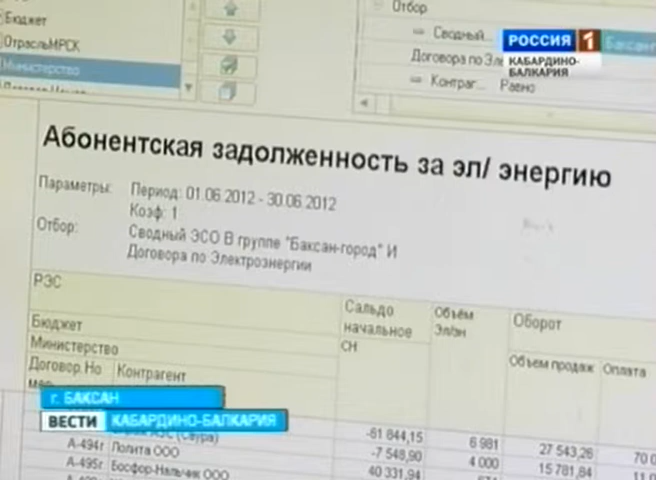 Бюджет
ОтрасльМРСК
Министерство
Отбор
Сводный...
Договора по Эле
Контраг... Равно
РОССИЯ 1
КАБАРДИНО-
БАЛКАРИЯ
Абонентская задолженность за эл/ энергию
Параметры: Период: 01.06.2012 - 30.06.2012
Коэф: 1
Отбор: Сводный ЭСО В группе "Баксан-город" И
Договора по Электроэнергии
РЭС
Сальдо начальное
Объём Эл/эн
Оборот
Бюджет
Министерство
СН
Объем продаж
Оплата
Договор.Но
Контрагент
г. БАКСАН
ВЕСТИ КАБАРДИНО-БАЛКАРИЯ
-61 844,15 6 981 27 543,26
А-494г Лолита ООО -7 548,90 4 000 15 781,84
А-495г Босфор-Нальчик ООО 40 331,94